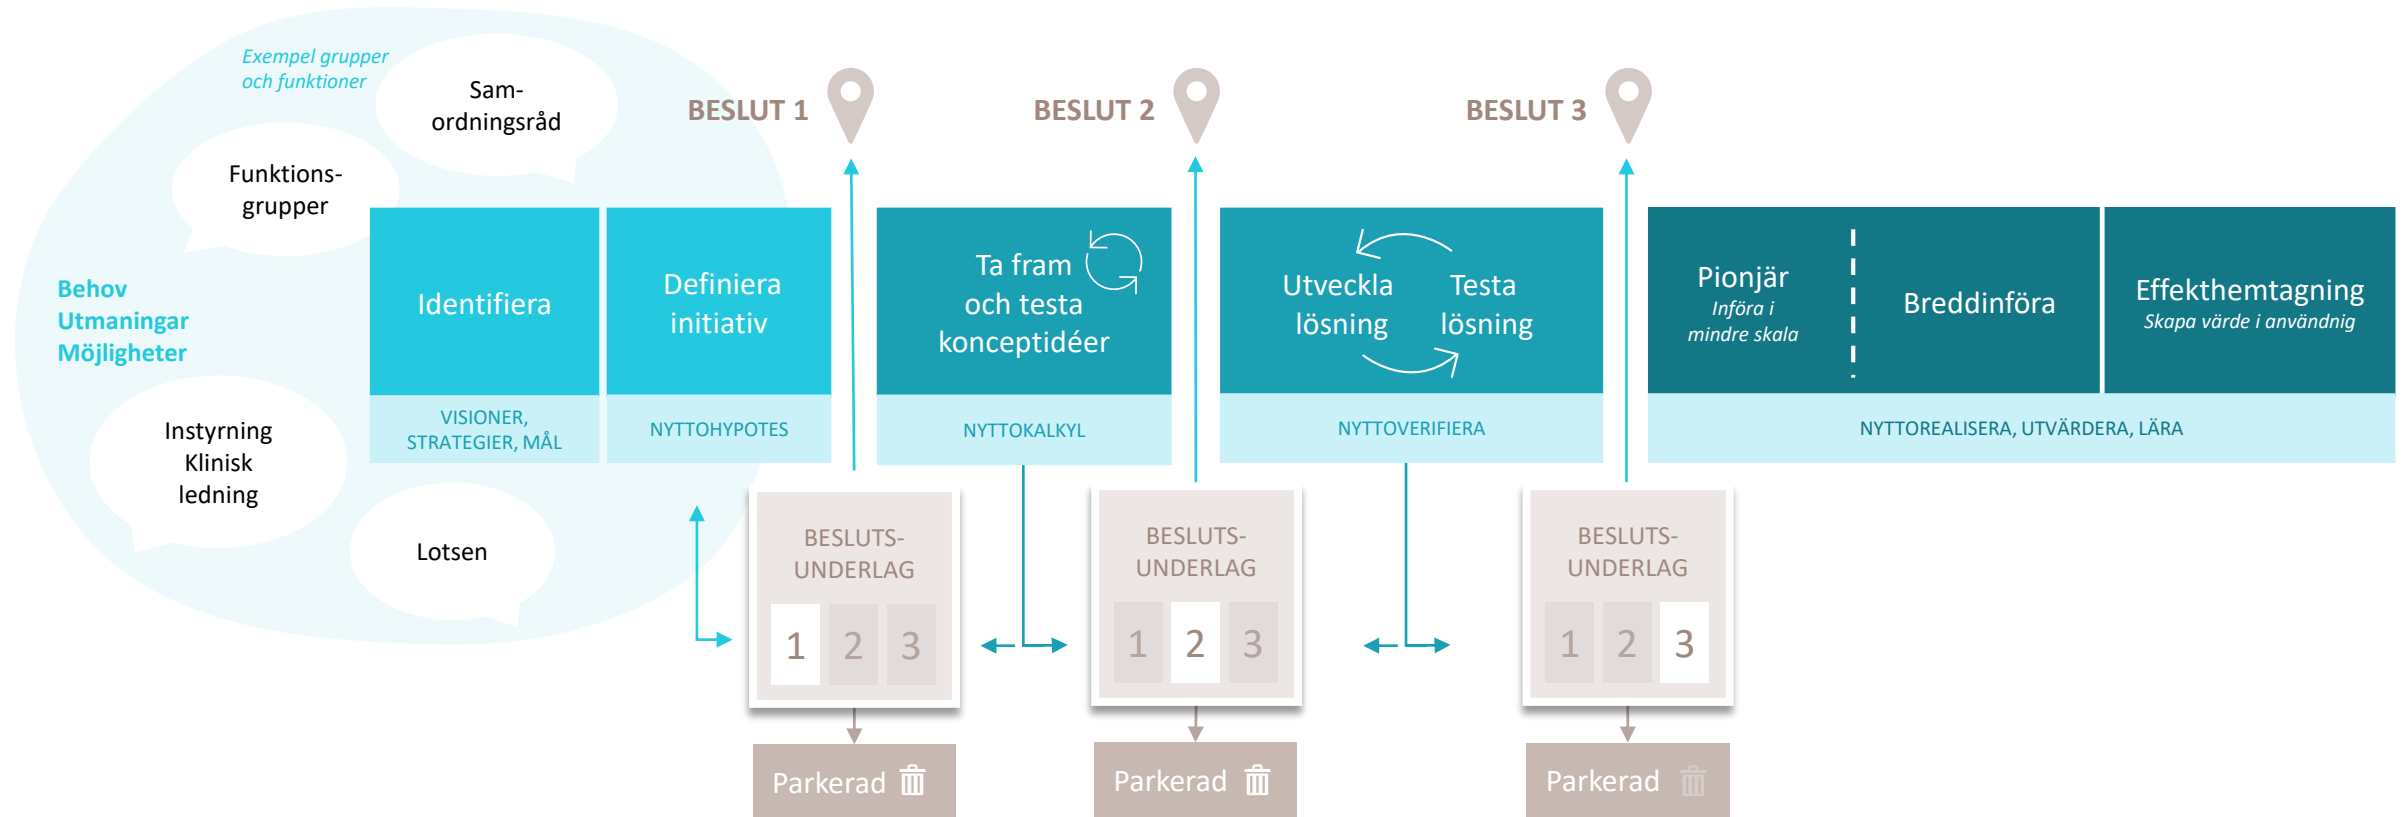 Exempel grupper
och funktioner
Sam-
ordningsråd
Funktions-
grupper
Behov
Utmaningar
Möjligheter
Instyrning
Klinisk
ledning
Lotsen
BESLUT 1
BESLUT 2
BESLUT 3
Identifiera
VISIONER,
STRATEGIER, MÅL
Definiera
initiativ
NYTTOHYPOTES
Ta fram
och testa
konceptidéer
NYTTOKALKYL
Utveckla
lösning
Testa
lösning
NYTTOVERIFIERA
Pionjär
Införa i
mindre skala
Breddinföra
Effekthemtagning
Skapa värde i användnig
NYTTOREALISERA, UTVÄRDERA, LÄRA
BESLUTS-
UNDERLAG
1 2 3
Parkerad
BESLUTS-
UNDERLAG
1 2 3
Parkerad
BESLUTS-
UNDERLAG
1 2 3
Parkerad